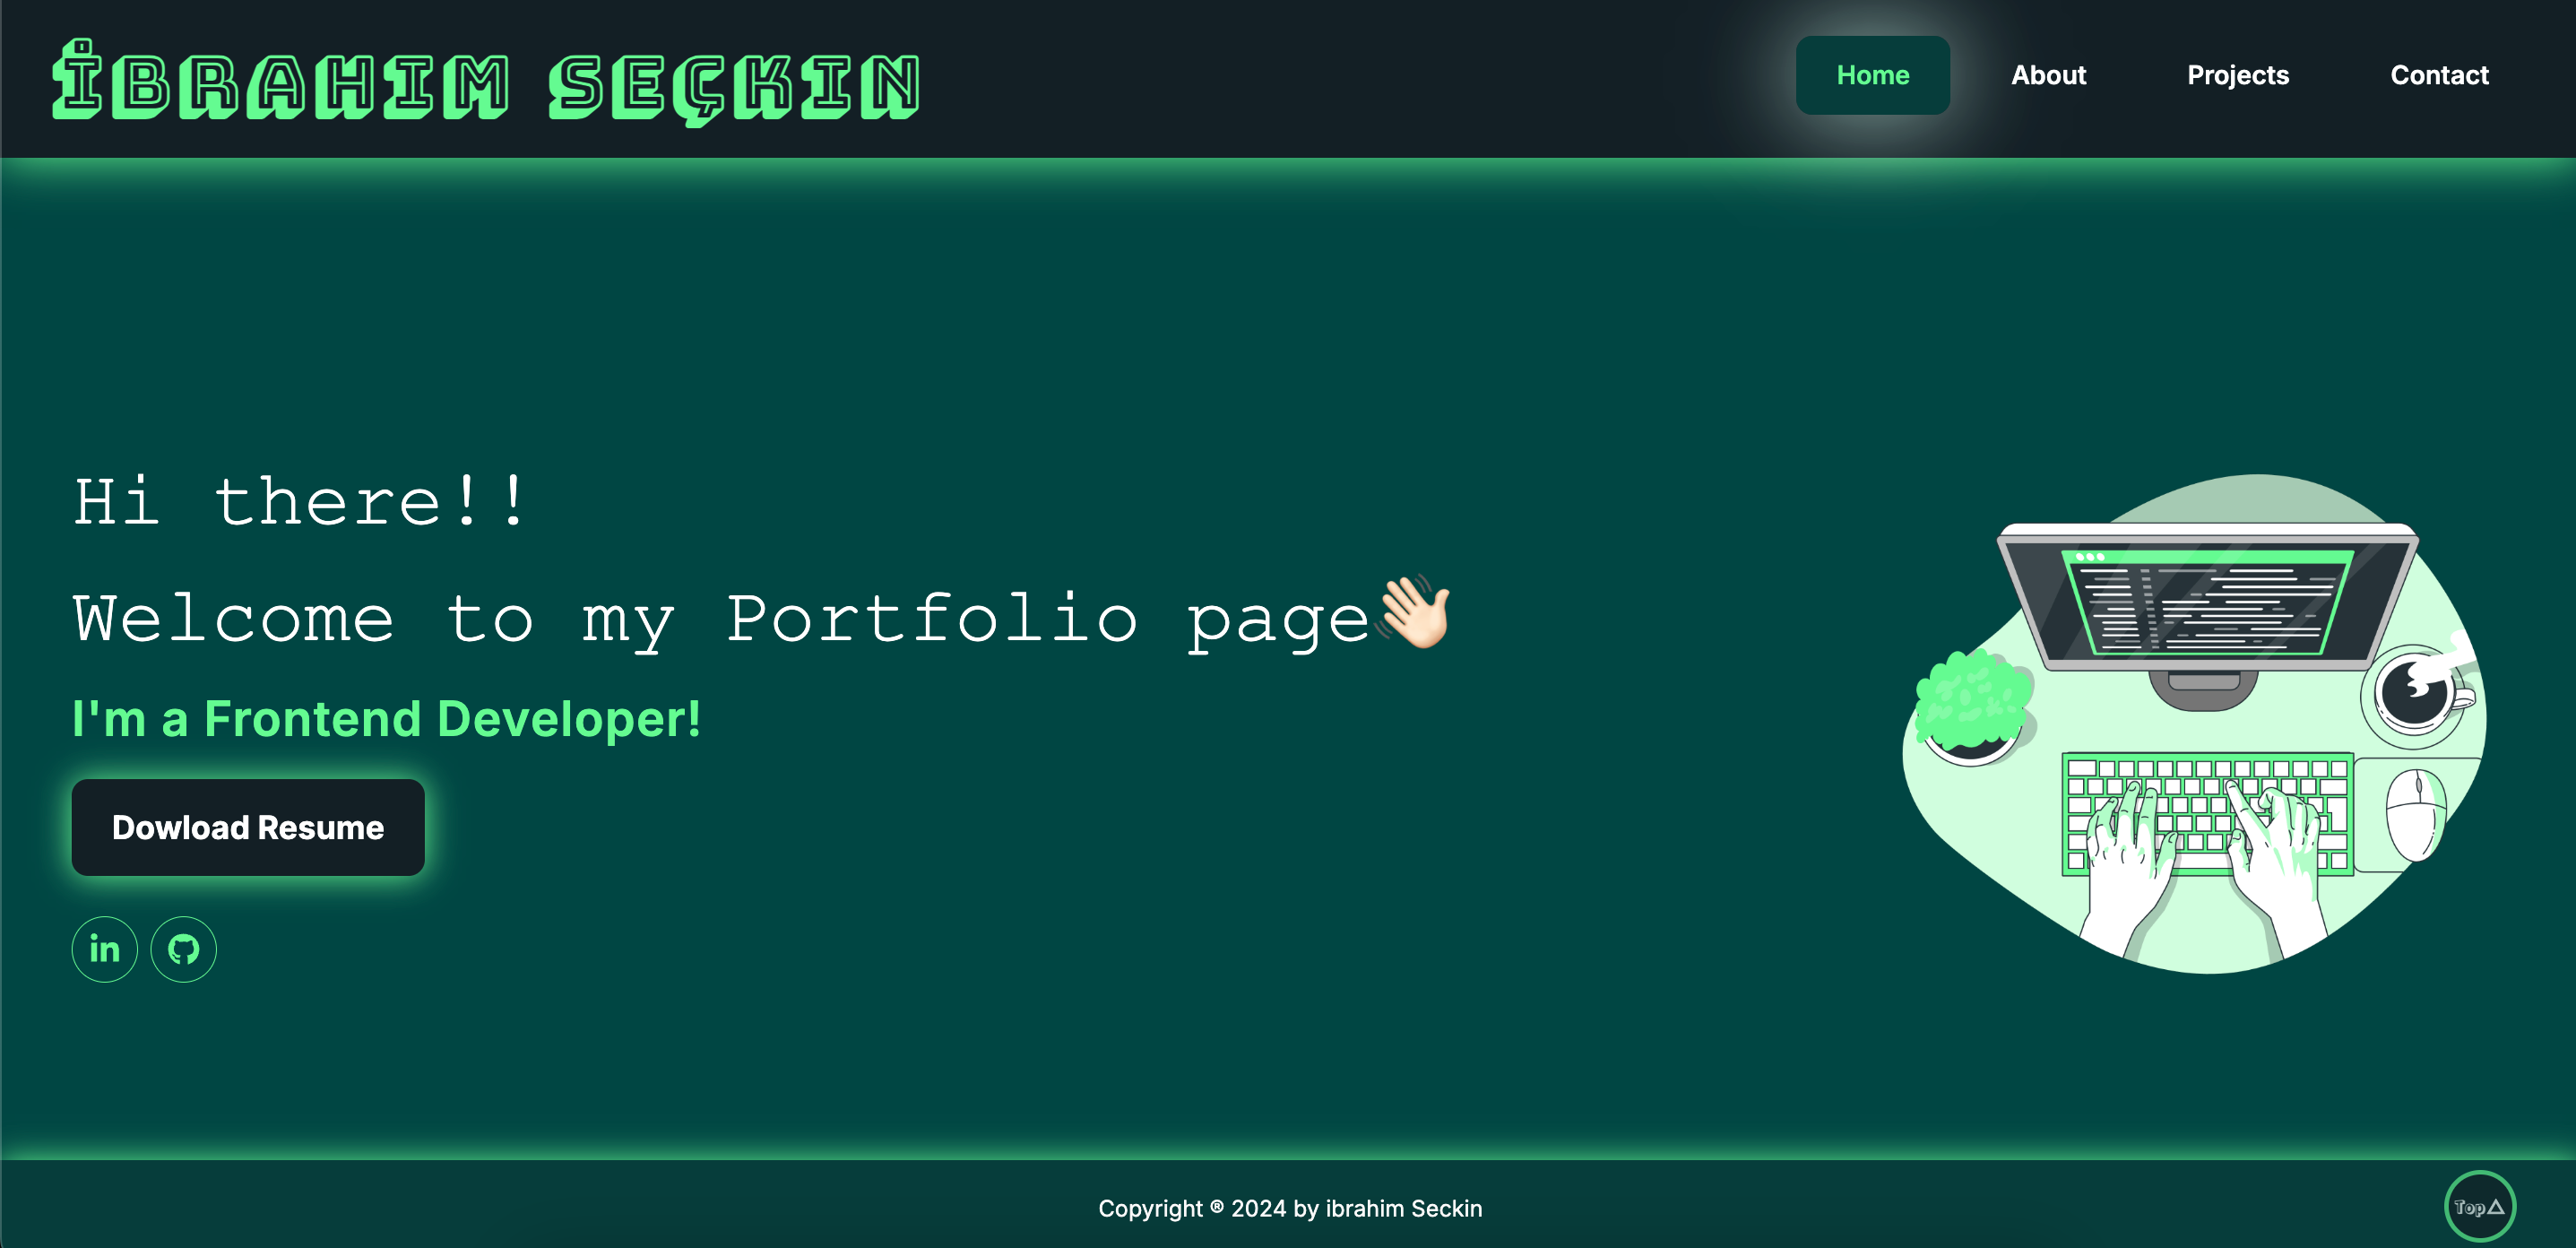 İBRAHIM SEÇKIN
Home About Projects Contact
Hi there!!
Welcome to my Portfolio page👋🏻
I'm a Frontend Developer!
Dowload Resume
in
Copyright ® 2024 by ibrahim Seckin
Top